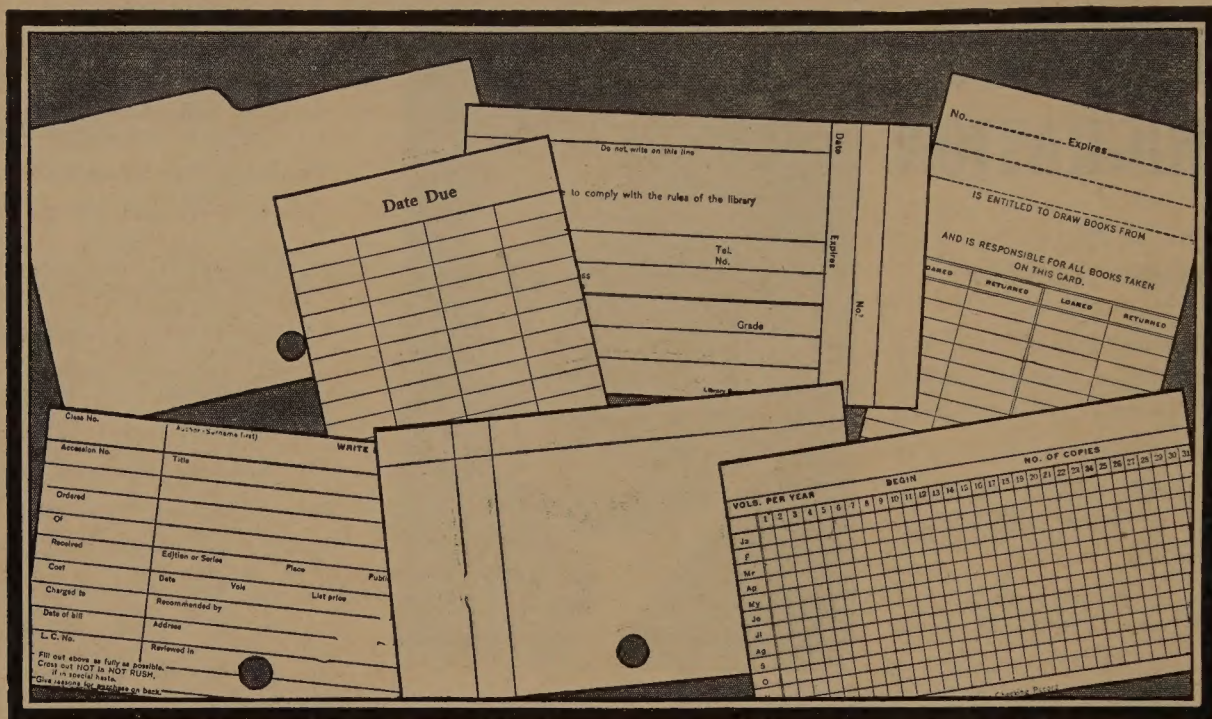 Date Due
Do not write on this line
to comply with the rules of the library
Tel.
No.
Grade
Date
Expires
No.
No. Expires
IS ENTITLED TO DRAW BOOKS FROM
AND IS RESPONSIBLE FOR ALL BOOKS TAKEN
ON THIS CARD.
RETURNED LOANED RETURNED
Class No. Author (Surname first) WRITE
Accession No. Title
Ordered
Of
Received Edition or Series Place
Cost Date Vols List price
Charged to Recommended by
Date of bill Address
L. C. No. Reviewed in
Fill out above as fully as possible.
Cross out NOT in NOT RUSH,
if in special haste.
Give reasons for purchase on back.
VOLS. PER YEAR BEGIN NO. OF COPIES
1 2 3 4 5 6 7 8 9 10 11 12 13 14 15 16 17 18 19 20 21 22 23 24 25 26 27 28 29 30 31
Ja
F
Mr
Ap
My
Je
Jl
Ag
S
O